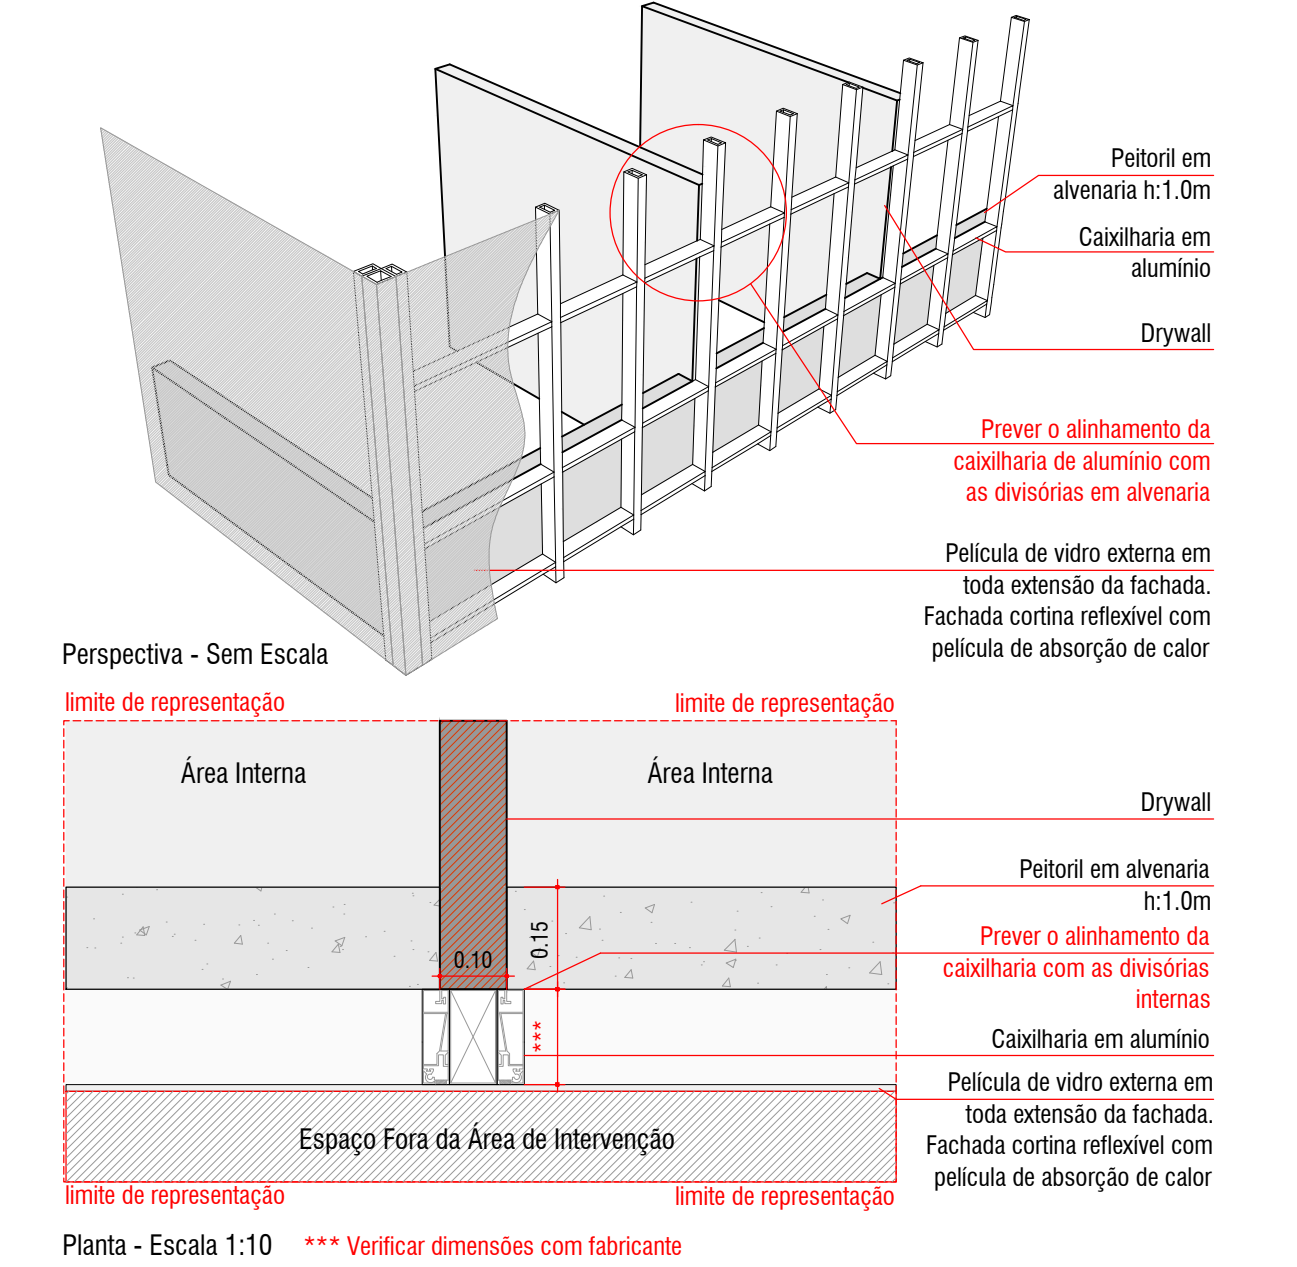 Peitoril em
alvenaria h:1.0m
Caixilharia em
alumínio
Drywall
Prever o alinhamento da
caixilharia de alumínio com
as divisórias em alvenaria
Película de vidro externa em
toda extensão da fachada.
Fachada cortina reflexível com
película de absorção de calor
Perspectiva - Sem Escala
limite de representação
limite de representação
Área Interna
Área Interna
Drywall
Peitoril em alvenaria
h:1.0m
0.10
0.15
Prever o alinhamento da
caixilharia com as divisórias
internas
***
Caixilharia em alumínio
Película de vidro externa em
toda extensão da fachada.
Fachada cortina reflexível com
película de absorção de calor
Espaço Fora da Área de Intervenção
limite de representação
limite de representação
Planta - Escala 1:10
*** Verificar dimensões com fabricante